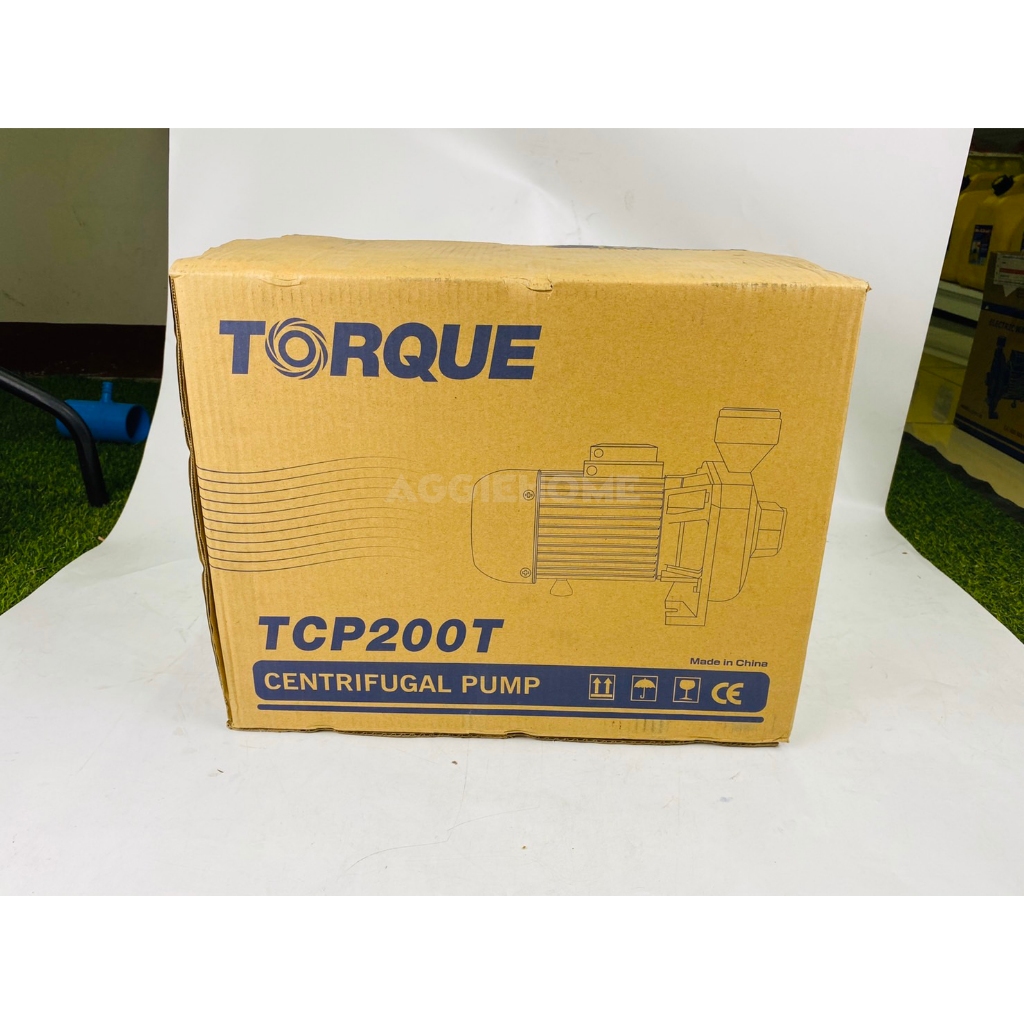 TORQUE
AGGIEHOME
TCP200T
Made in China
CENTRIFUGAL PUMP
CE